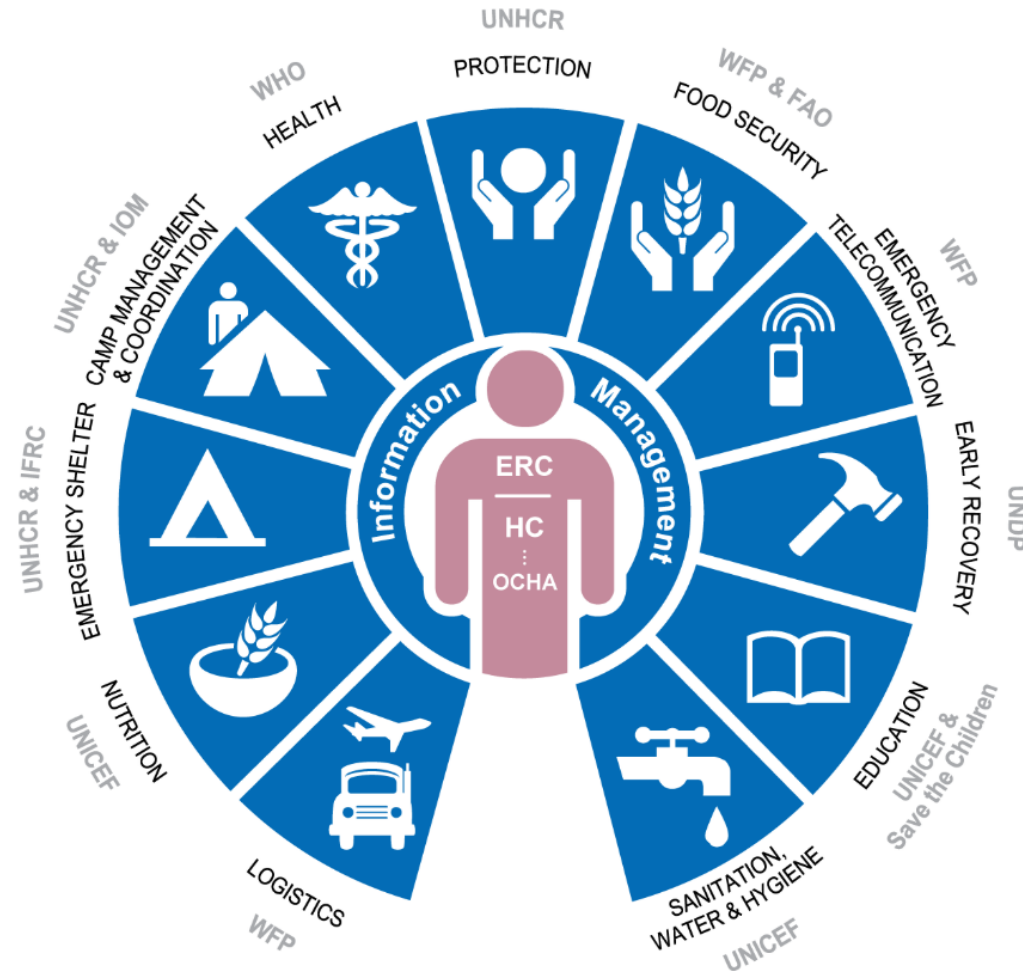 UNHCR
PROTECTION
WFP & FAO
FOOD SECURITY
WFP
EMERGENCY
TELECOMMUNICATION
UNDP
EARLY RECOVERY
EDUCATION
UNICEF &
Save the Children
SANITATION,
WATER & HYGIENE
UNICEF
LOGISTICS
WFP
NUTRITION
UNICEF
UNHCR & IFRC
EMERGENCY SHELTER
UNHCR & IOM
CAMP MANAGEMENT
& COORDINATION
WHO
HEALTH
Information
Management
ERC
HC
OCHA